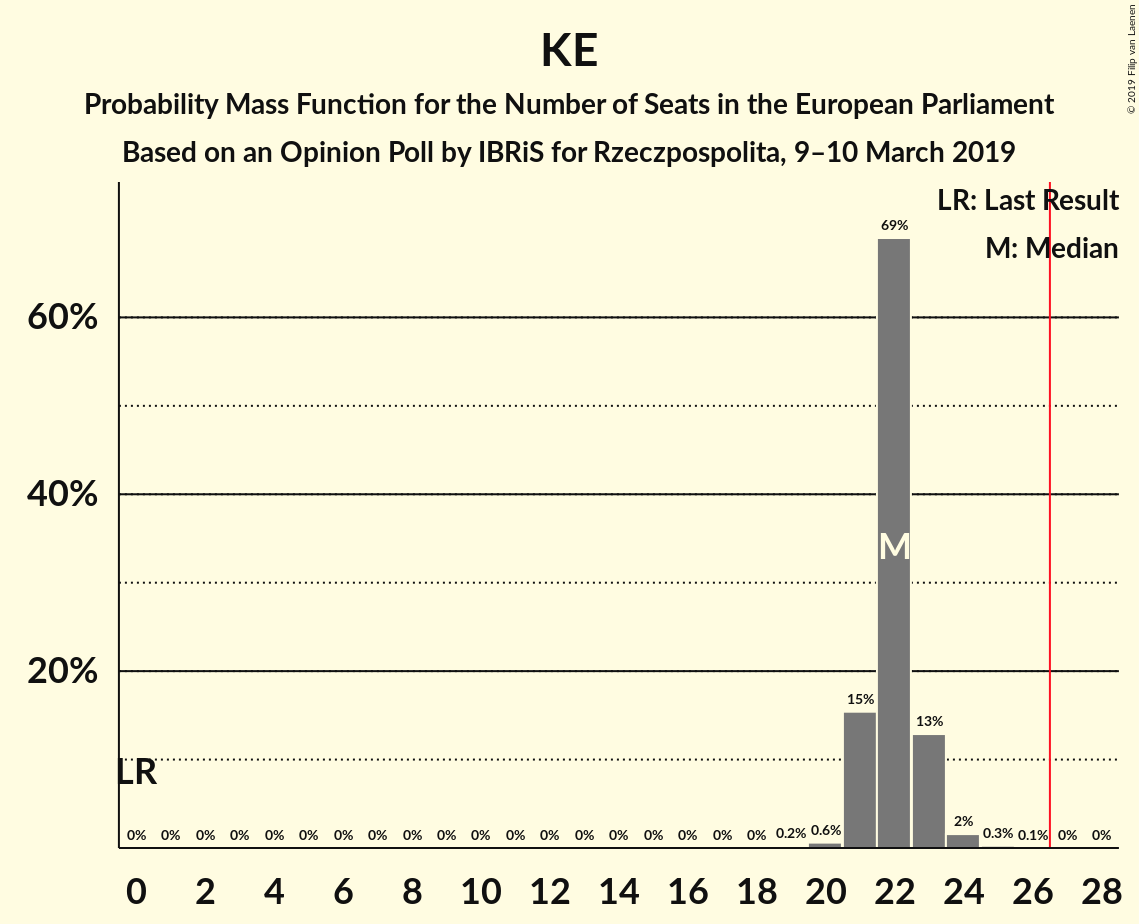 KE
Probability Mass Function for the Number of Seats in the European Parliament
Based on an Opinion Poll by IBRiS for Rzeczpospolita, 9–10 March 2019
© 2019 Filip van Laenen
LR: Last Result
M: Median
69%
60%
40%
M
20%
15%
13%
LR
0% 0% 0% 0% 0% 0% 0% 0% 0% 0% 0% 0% 0% 0% 0% 0% 0% 0% 0% 0.2% 0.6% 2% 0.3% 0.1% 0% 0%
0 2 4 6 8 10 12 14 16 18 20 22 24 26 28